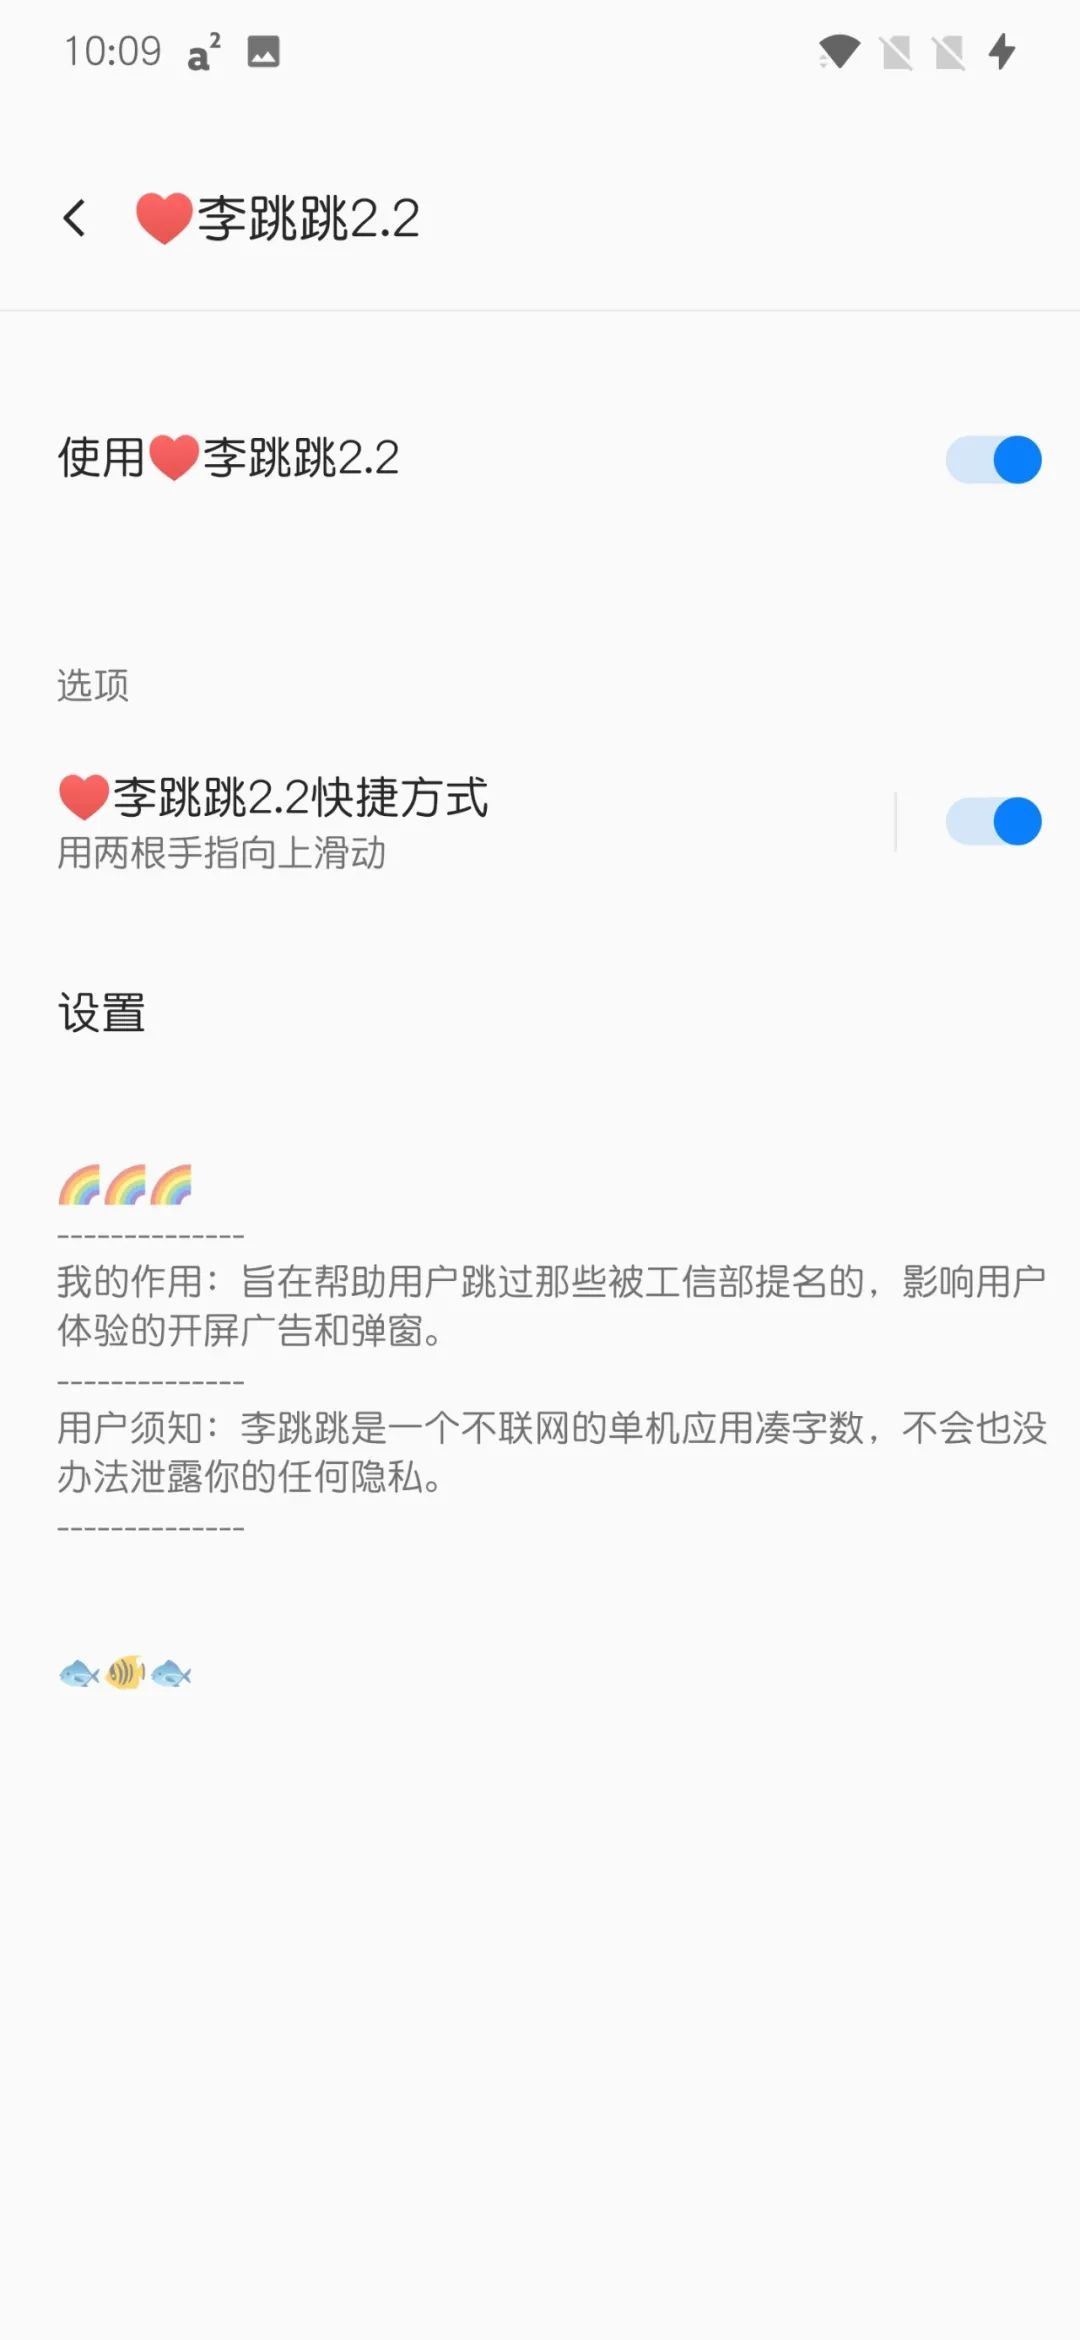 10:09 a²
❤️李跳跳2.2
使用❤️李跳跳2.2
选项
❤️李跳跳2.2快捷方式
用两根手指向上滑动
设置
🌈🌈🌈
--------------
我的作用：旨在帮助用户跳过那些被工信部提名的，影响用户
体验的开屏广告和弹窗。
--------------
用户须知：李跳跳是一个不联网的单机应用凑字数，不会也没
办法泄露你的任何隐私。
--------------
🐟🐠🐟